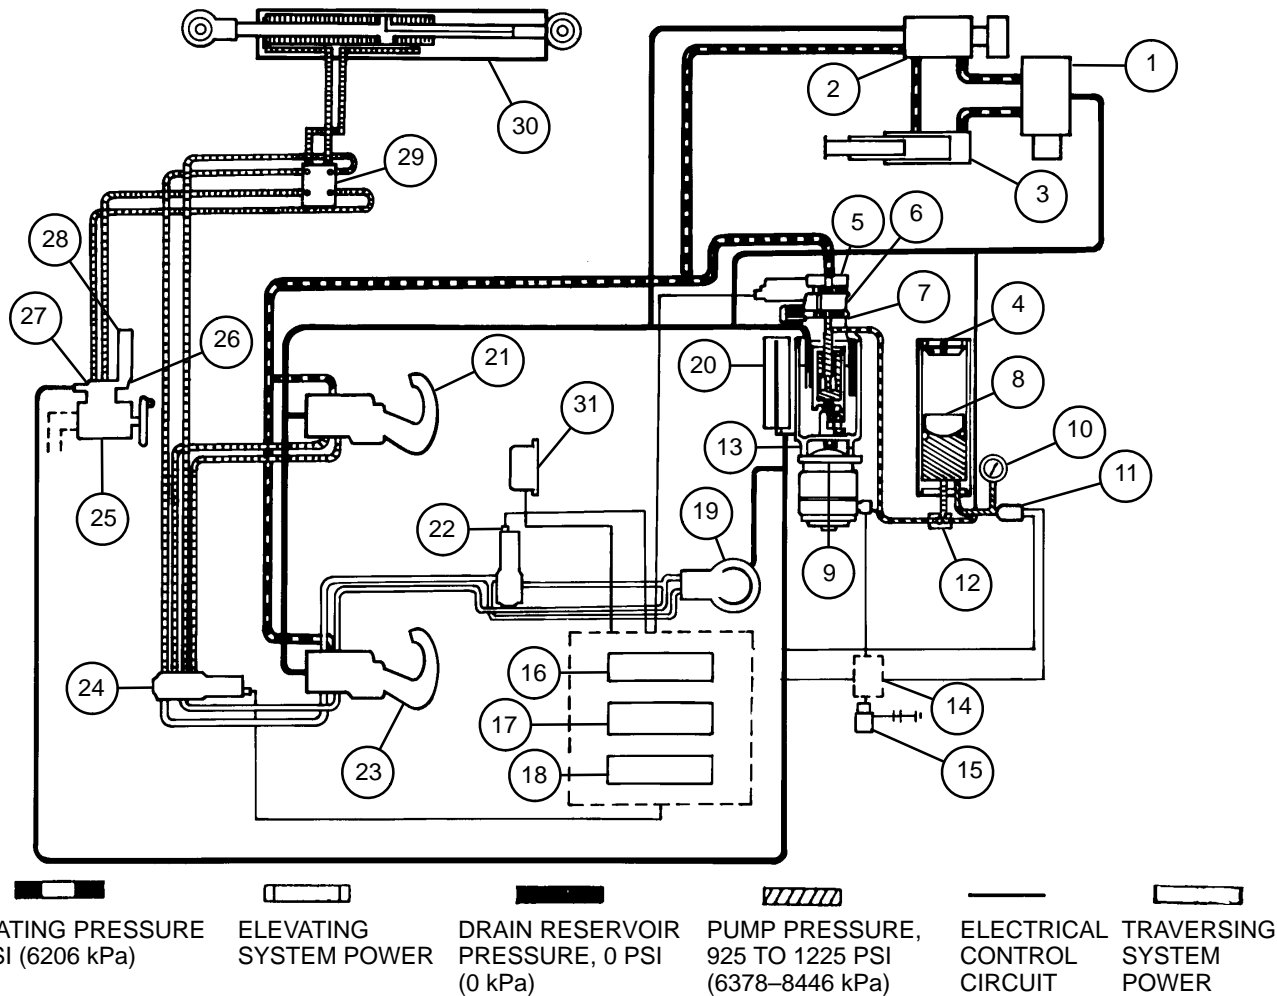 1
2
30
29
3
6
5
28
7
4
27
26
21
20
8
31
10
13
11
25
22
19
9
12
16
24
14
17
23
18
15
ATING PRESSURE
SI (6206 kPa)
ELEVATING
SYSTEM POWER
DRAIN RESERVOIR
PRESSURE, 0 PSI
(0 kPa)
PUMP PRESSURE,
925 TO 1225 PSI
(6378–8446 kPa)
ELECTRICAL
CONTROL
CIRCUIT
TRAVERSING
SYSTEM
POWER